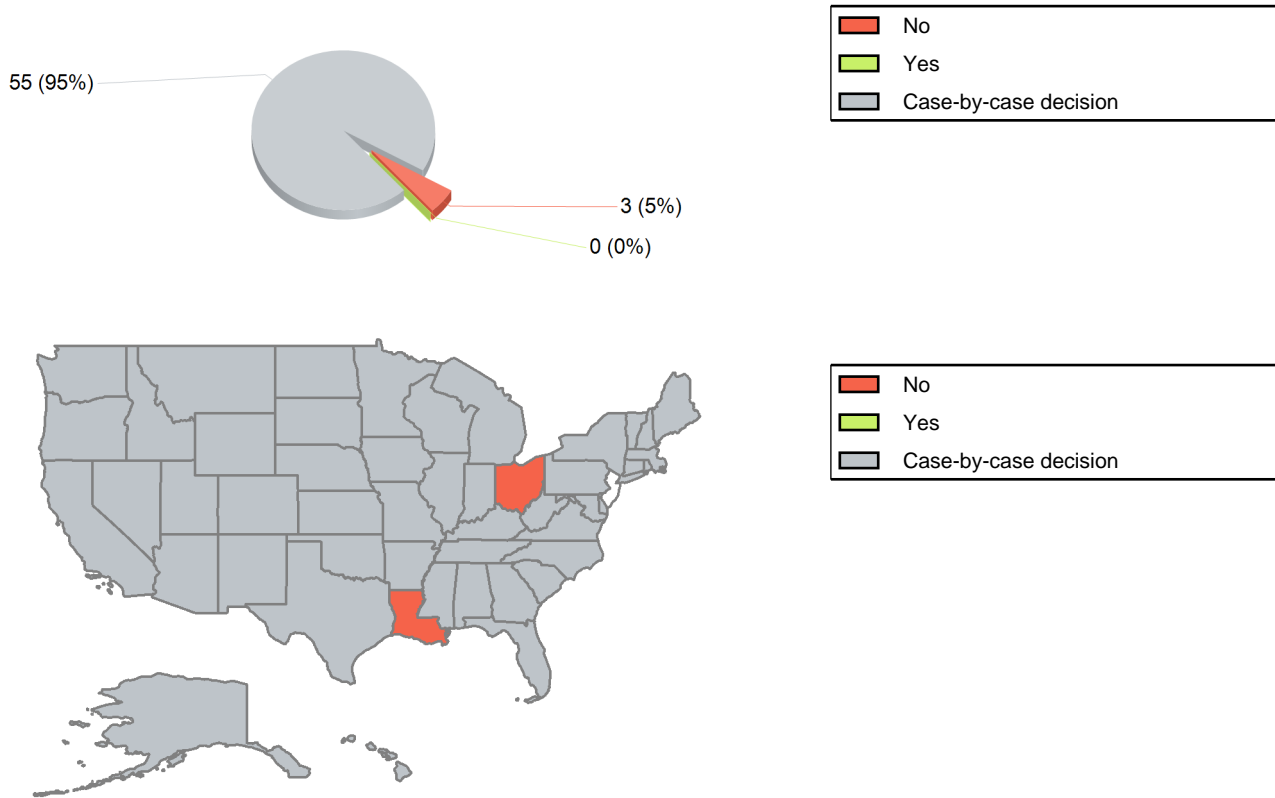 No
Yes
Case-by-case decision
55 (95%)
3 (5%)
0 (0%)
No
Yes
Case-by-case decision